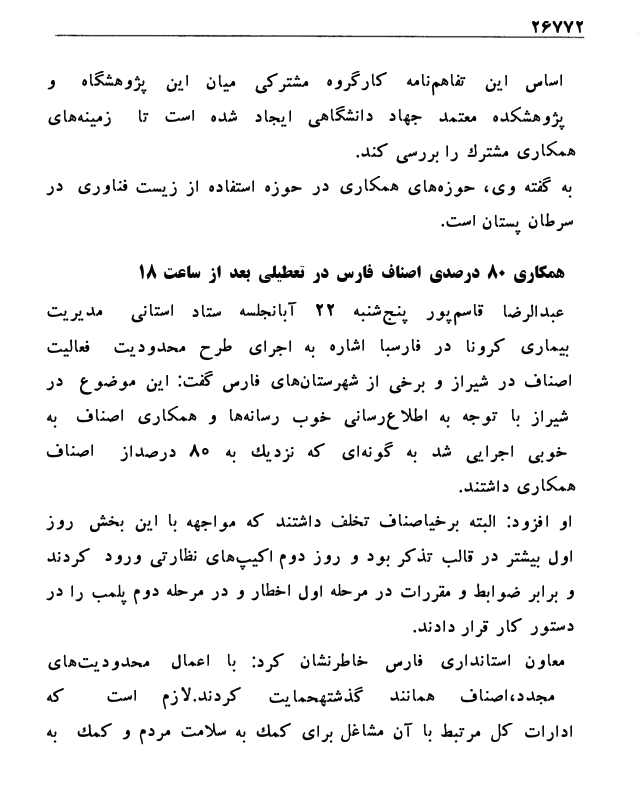 ۲۶۷۷۲
اساس این تفاهم‌نامه کارگروه مشترکی میان این پژوهشگاه و
پژوهشکده معتمد جهاد دانشگاهی ایجاد شده است تا زمینه‌های
همکاری مشترك را بررسی کند.
به گفته وی، حوزه‌های همکاری در حوزه استفاده از زیست فناوری در
سرطان پستان است.
همکاری ۸۰ درصدی اصناف فارس در تعطیلی بعد از ساعت ۱۸
عبدالرضا قاسم‌پور پنج‌شنبه ۲۲ آبانجلسه ستاد استانی مدیریت
بیماری کرونا در فارسبا اشاره به اجرای طرح محدودیت فعالیت
اصناف در شیراز و برخی از شهرستان‌های فارس گفت: این موضوع در
شیراز با توجه به اطلاع‌رسانی خوب رسانه‌ها و همکاری اصناف به
خوبی اجرایی شد به گونه‌ای که نزدیك به ۸۰ درصداز اصناف
همکاری داشتند.
او افزود: البته برخیاصناف تخلف داشتند که مواجهه با این بخش روز
اول بیشتر در قالب تذکر بود و روز دوم اکیپ‌های نظارتی ورود کردند
و برابر ضوابط و مقررات در مرحله اول اخطار و در مرحله دوم پلمب را در
دستور کار قرار دادند.
معاون استانداری فارس خاطرنشان کرد: با اعمال محدودیت‌های
مجدد،اصناف همانند گذشتهحمایت کردند.لازم است که
ادارات کل مرتبط با آن مشاغل برای کمك به سلامت مردم و کمك به